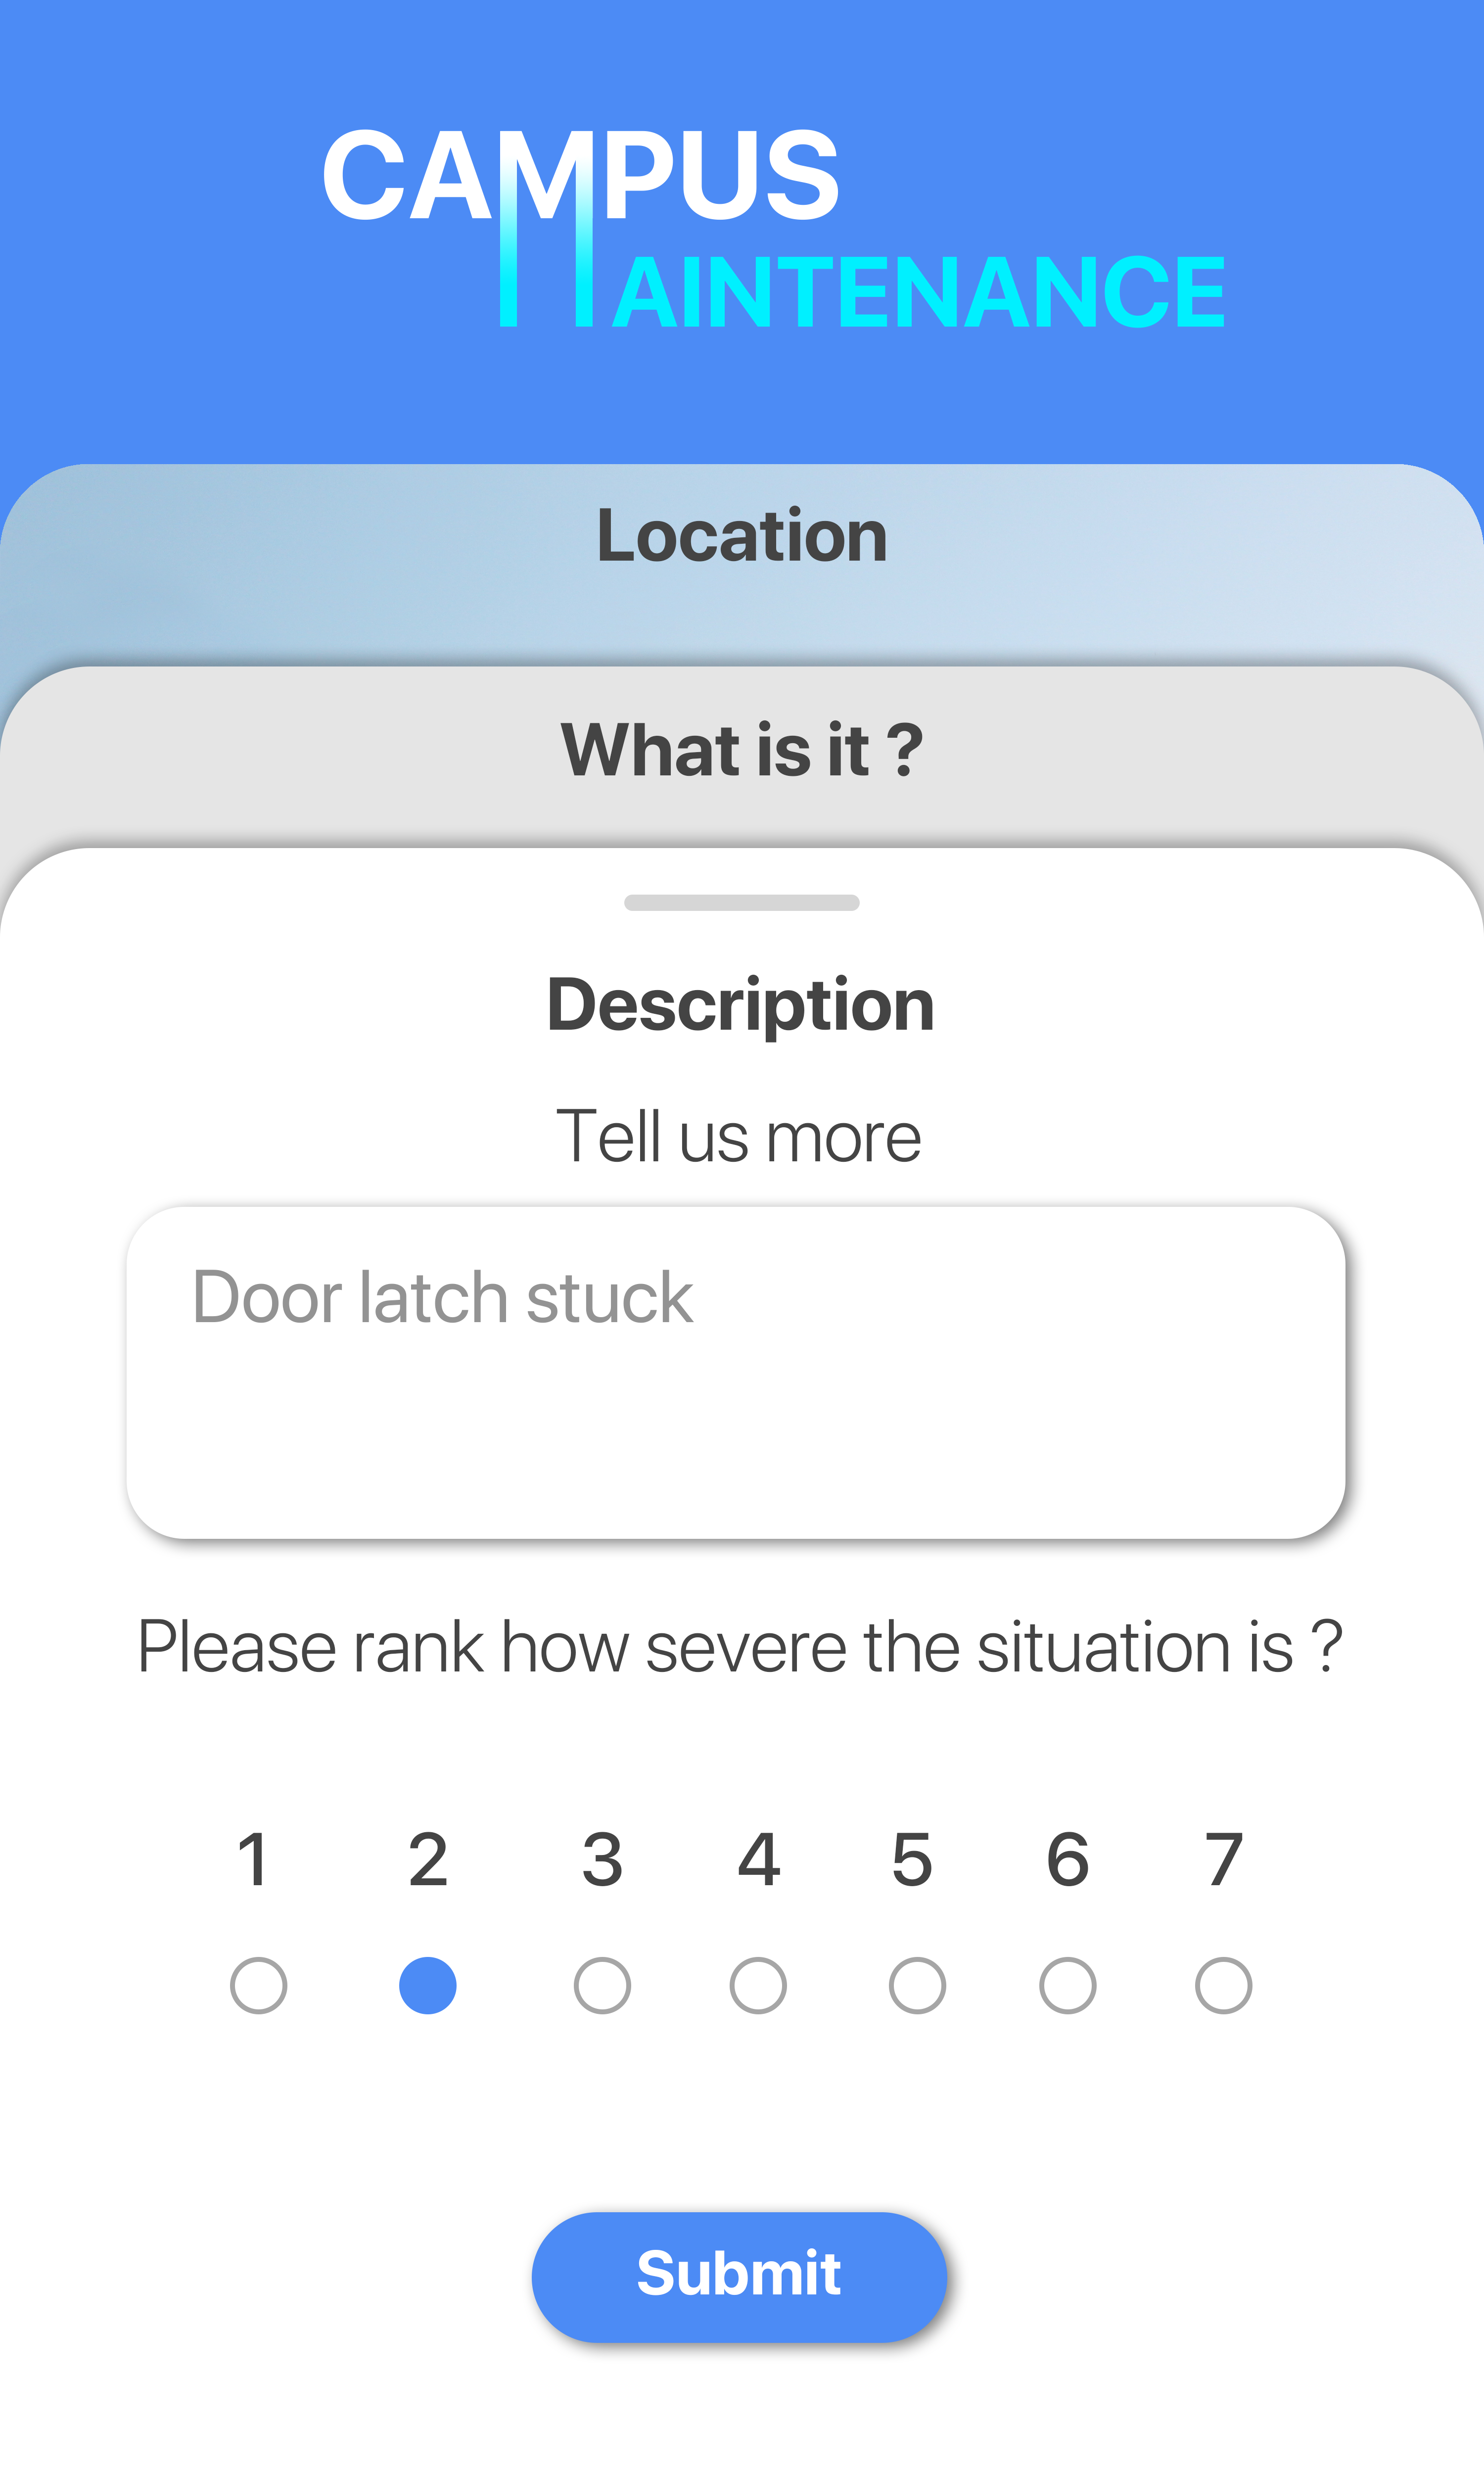 CAMPUS
MAINTENANCE
Location
What is it ?
Description
Tell us more
Door latch stuck
Please rank how severe the situation is ?
1 2 3 4 5 6 7
Submit